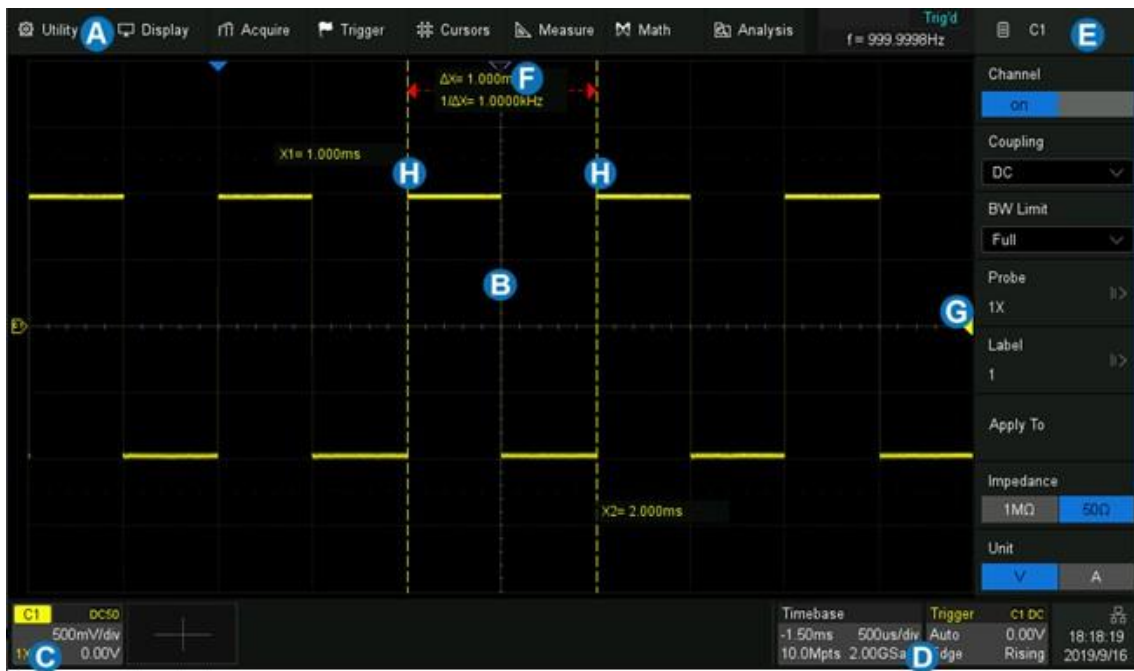 Utility
A
Display
Acquire
Trigger
Cursors
Measure
Math
Analysis
Trig'd
f = 999.9998Hz
C1
E
ΔX= 1.000m
F
1/ΔX= 1.0000kHz
X1= 1.000ms
H
H
B
G
X2= 2.000ms
Channel
on
Coupling
DC
BW Limit
Full
Probe
1X
Label
1
Apply To
Impedance
1MΩ
50Ω
Unit
V
A
C1
DC50
500mV/div
1X
C
0.00V
Timebase
-1.50ms 500us/div
10.0Mpts 2.00GSa
D
Trigger C1 DC
Auto 0.00V
Rising
18:18:19
2019/9/16